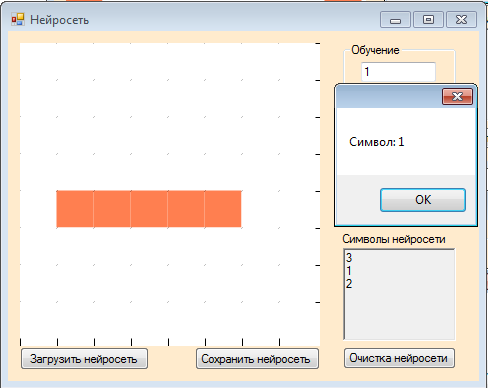 Нейросеть
Обучение
1
Символ: 1
OK
Символы нейросети
3
1
2
Загрузить нейросеть
Сохранить нейросеть
Очистка нейросети